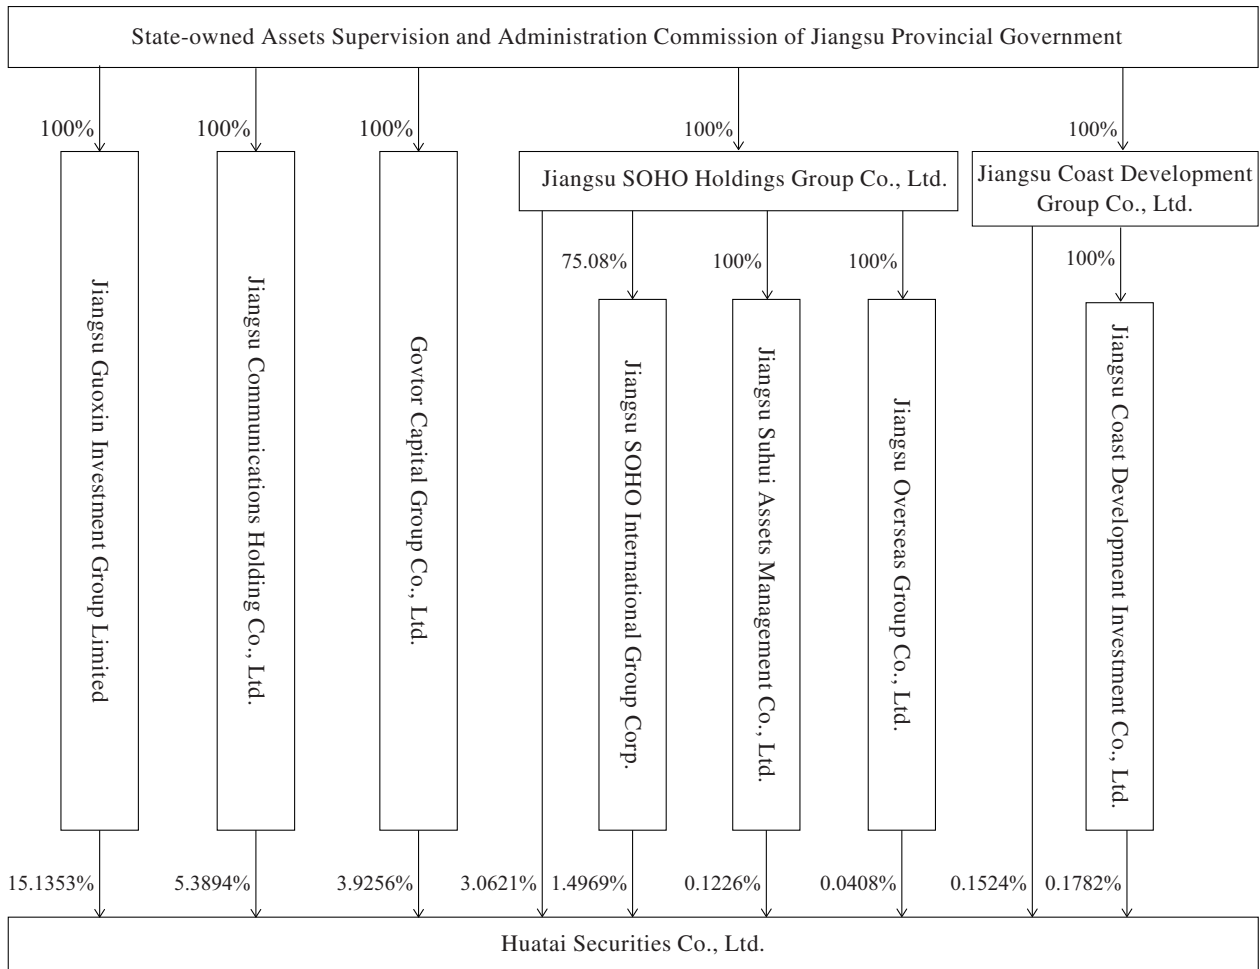 State-owned Assets Supervision and Administration Commission of Jiangsu Provincial Government
100%
100%
100%
100%
100%
Jiangsu SOHO Holdings Group Co., Ltd.
Jiangsu Coast Development
Group Co., Ltd.
75.08%
100%
100%
100%
Jiangsu Guoxin Investment Group Limited
Jiangsu Communications Holding Co., Ltd.
Govtor Capital Group Co., Ltd.
Jiangsu SOHO International Group Corp.
Jiangsu Suhui Assets Management Co., Ltd.
Jiangsu Overseas Group Co., Ltd.
Jiangsu Coast Development Investment Co., Ltd.
15.1353%
5.3894%
3.9256%
3.0621%
1.4969%
0.1226%
0.0408%
0.1524%
0.1782%
Huatai Securities Co., Ltd.